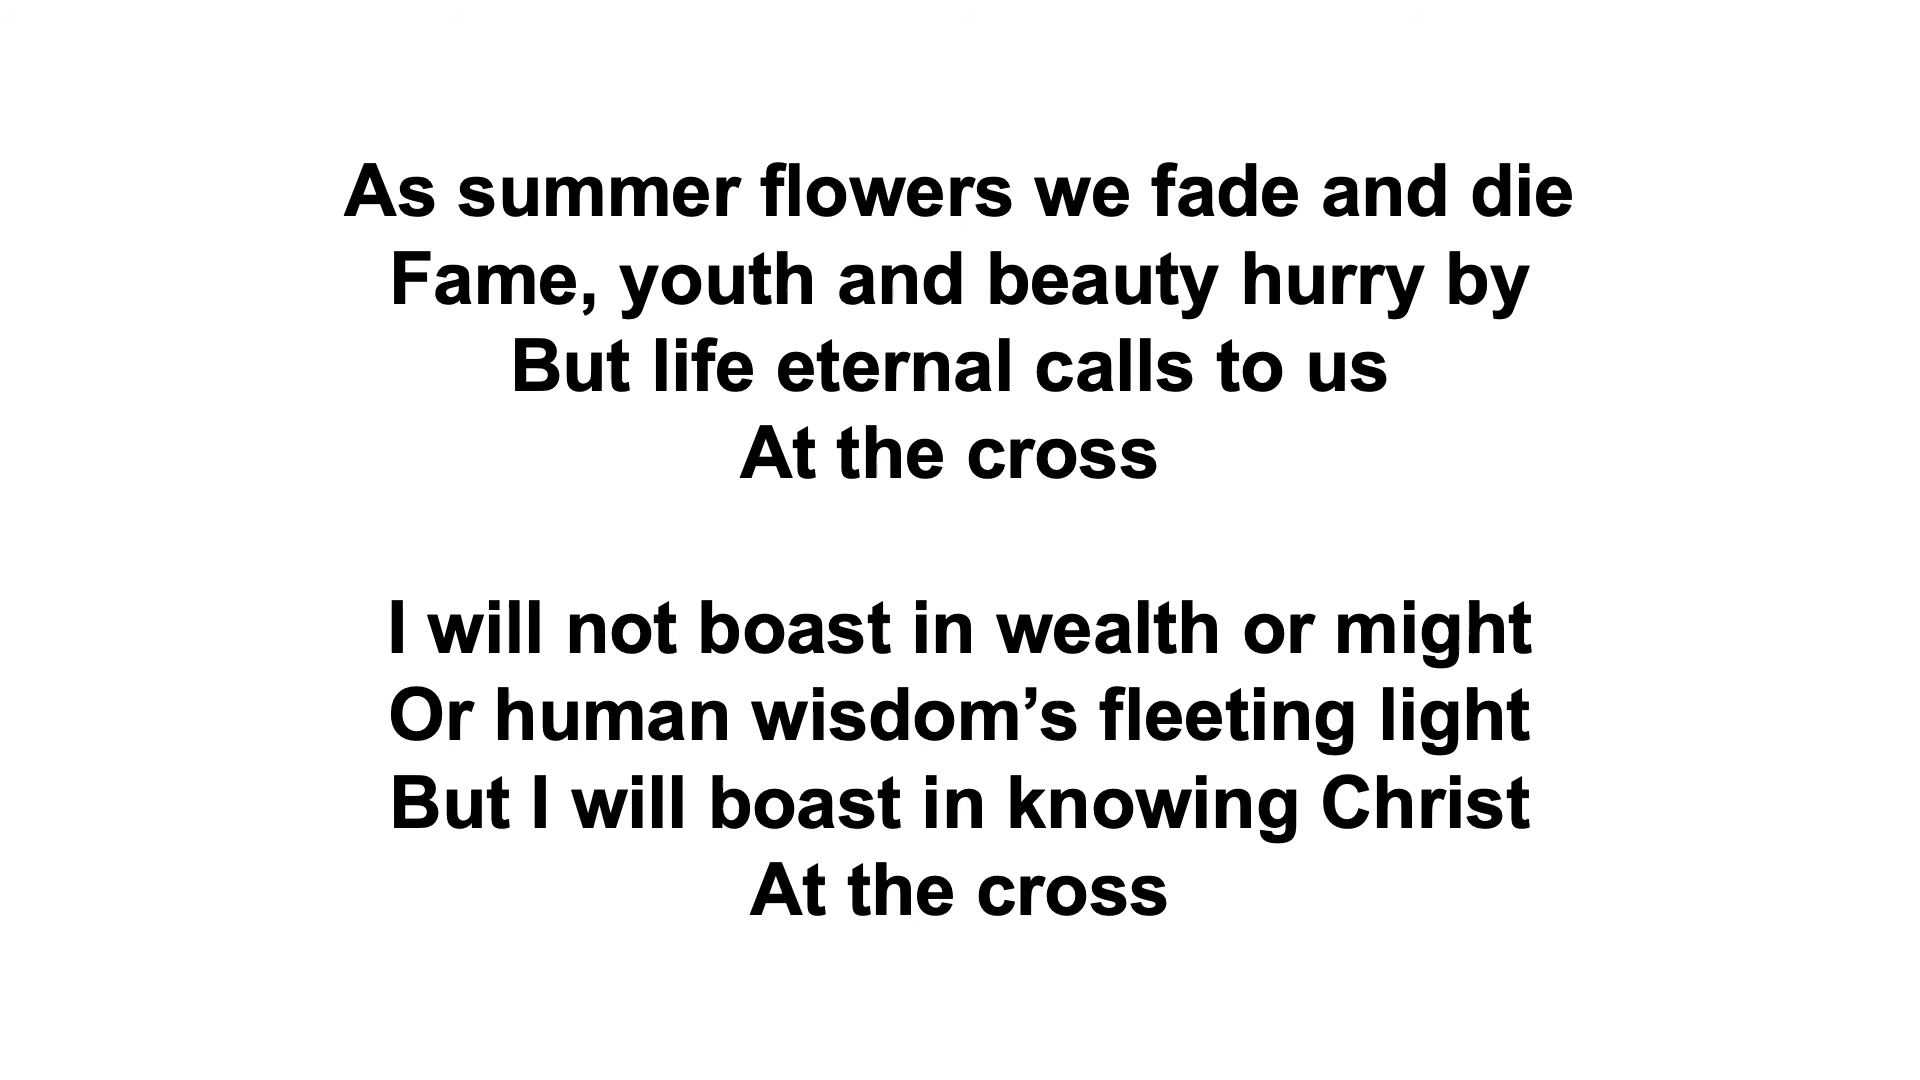 As summer flowers we fade and die
Fame, youth and beauty hurry by
But life eternal calls to us
At the cross
I will not boast in wealth or might
Or human wisdom’s fleeting light
But I will boast in knowing Christ
At the cross